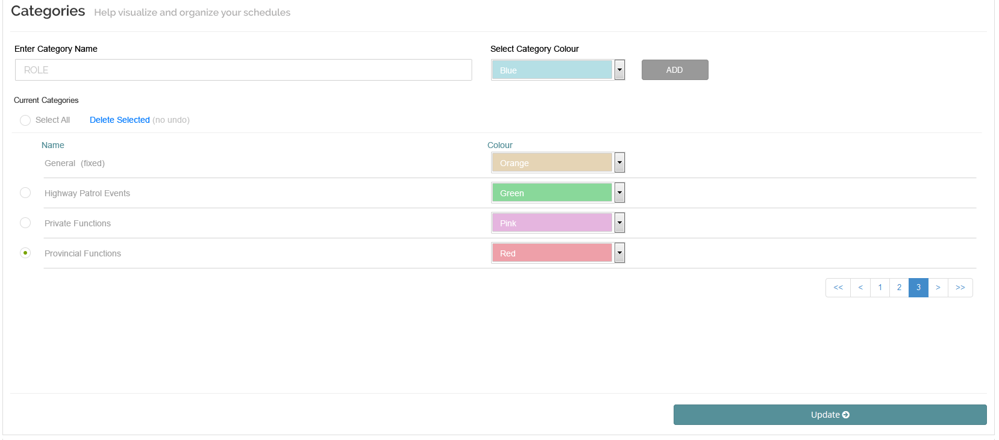 Categories Help visualize and organize your schedules
Enter Category Name Select Category Colour
ROLE Blue ADD
Current Categories
Select All Delete Selected (no undo)
Name Colour
General (fixed) Orange
Highway Patrol Events Green
Private Functions Pink
Provincial Functions Red
<< < 1 2 3 > >>
Update